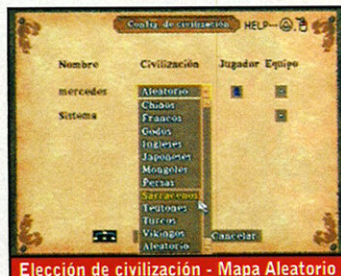 Config. de civilización HELP
Nombre Civilización Jugador Equipo
mercedes Aleatorio
Sistema
Chinos
Francos
Godos
Ingleses
Japoneses
Mongoles
Persas
Sarracenos
Teutones
Turcos
Vikingos
Aleatorio
Cancelar
Elección de civilización - Mapa Aleatorio